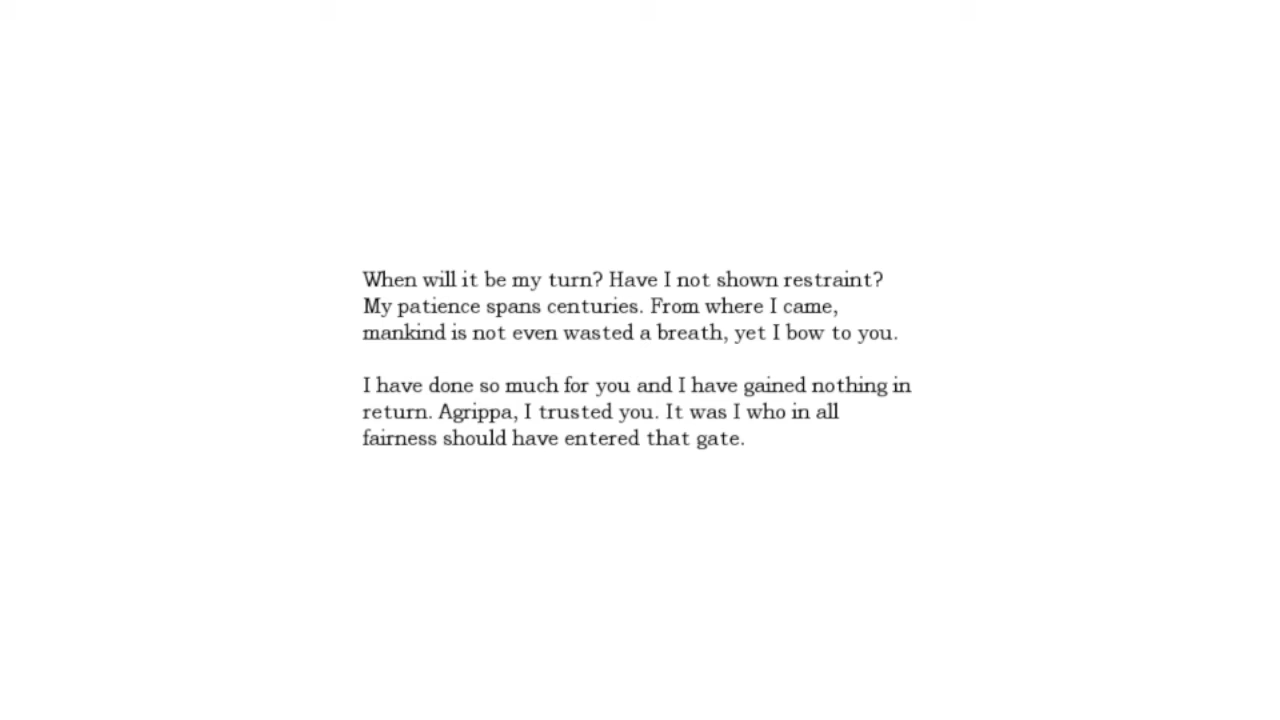 When will it be my turn? Have I not shown restraint?
My patience spans centuries. From where I came,
mankind is not even wasted a breath, yet I bow to you.
I have done so much for you and I have gained nothing in
return. Agrippa, I trusted you. It was I who in all
fairness should have entered that gate.